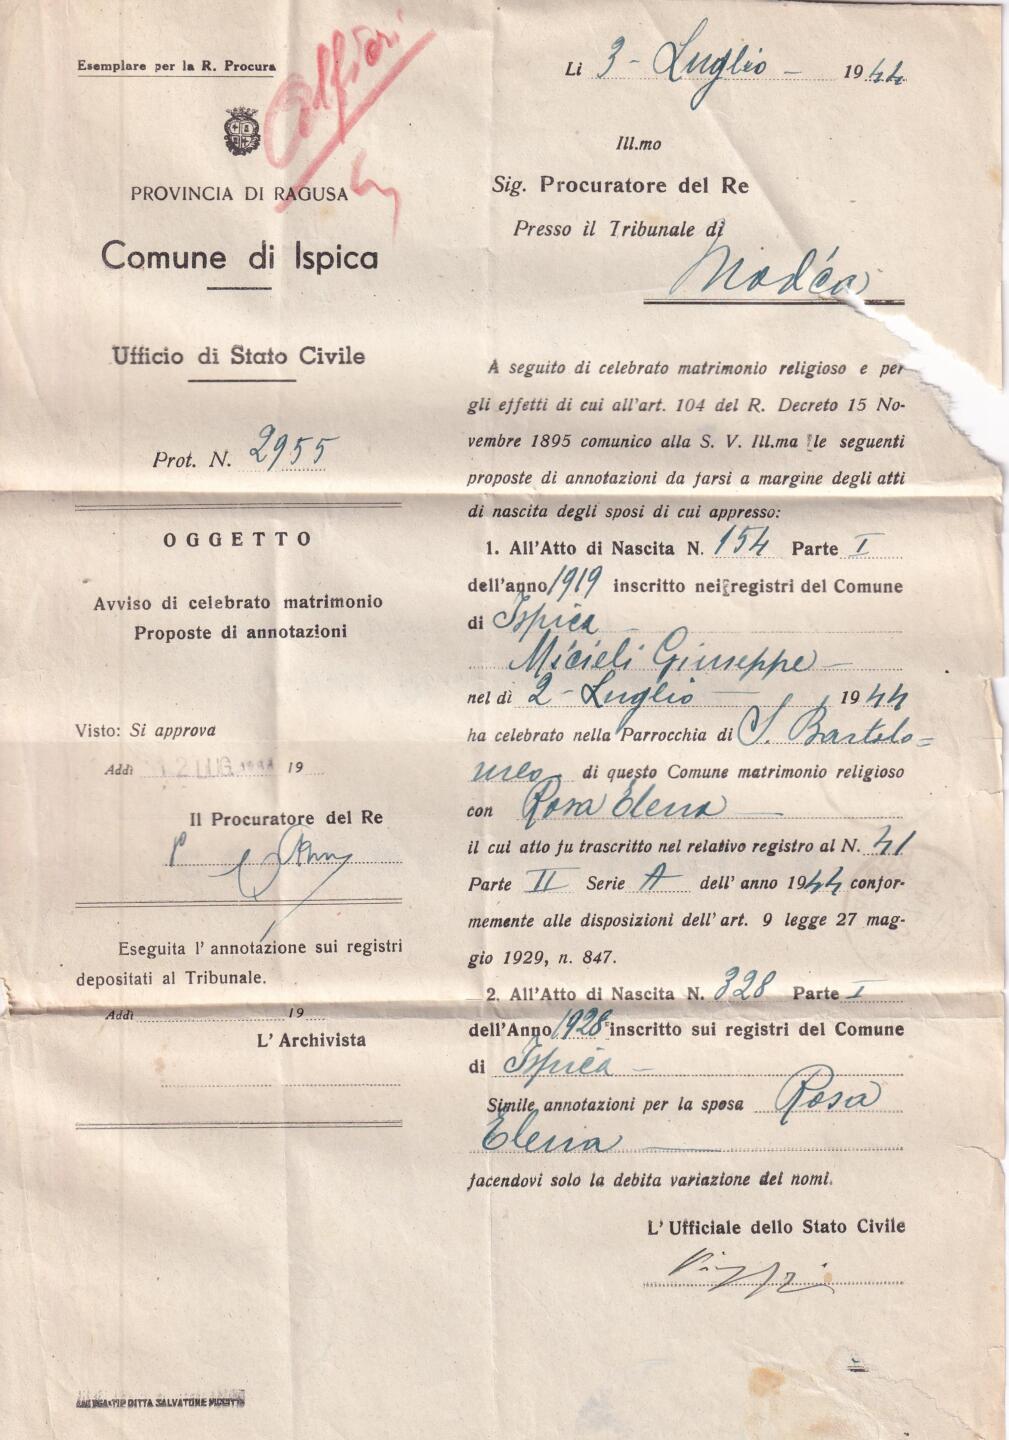 Esemplare per la R. Procura
Alfieri
PROVINCIA DI RAGUSA
Comune di Ispica
Ufficio di Stato Civile
Prot. N. 2955
OGGETTO
Avviso di celebrato matrimonio
Proposte di annotazioni
Visto: Si approva
Addì 12 LUG. 1944 19
Il Procuratore del Re
Eseguita l'annotazione sui registri
depositati al Tribunale.
Addì 19
L'Archivista
Lì 3 - Luglio - 1944
Ill.mo
Sig. Procuratore del Re
Presso il Tribunale di
Modica
A seguito di celebrato matrimonio religioso e per
gli effetti di cui all'art. 104 del R. Decreto 15 No-
vembre 1895 comunico alla S. V. Ill.ma le seguenti
proposte di annotazioni da farsi a margine degli atti
di nascita degli sposi di cui appresso:
1. All'Atto di Nascita N. 154 Parte I
dell'anno 1919 inscritto nei registri del Comune
di Ispica -
Micieli Giuseppe -
nel dì 2 - Luglio - 1944
ha celebrato nella Parrocchia di S. Bartolo=
meo di questo Comune matrimonio religioso
con Rosa Elena -
il cui atto fu trascritto nel relativo registro al N. 41
Parte II Serie A dell'anno 1944 confor-
memente alle disposizioni dell'art. 9 legge 27 mag-
gio 1929, n. 847.
2. All'Atto di Nascita N. 328 Parte I
dell'Anno 1928 inscritto sui registri del Comune
di Ispica -
Simile annotazioni per la sposa Rosa
Elena -
facendovi solo la debita variazione dei nomi.
L'Ufficiale dello Stato Civile
TIP. DITTA SALVATORE